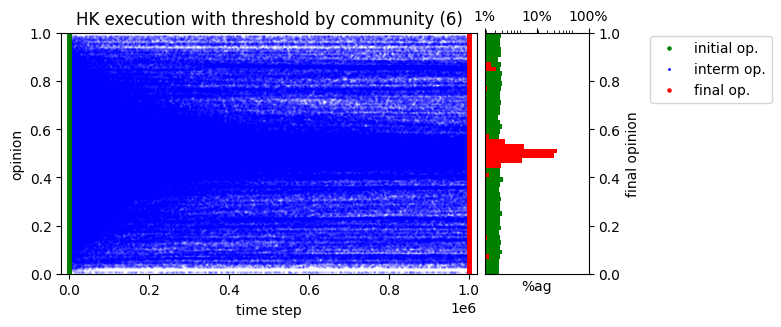 HK execution with threshold by community (6)
1% 10% 100%
1.0 1.0
0.8 0.8
0.6 0.6
0.4 0.4
0.2 0.2
0.0 0.0
opinion
final opinion
0.0 0.2 0.4 0.6 0.8 1.0
1e6
time step
%ag
initial op.
interm op.
final op.